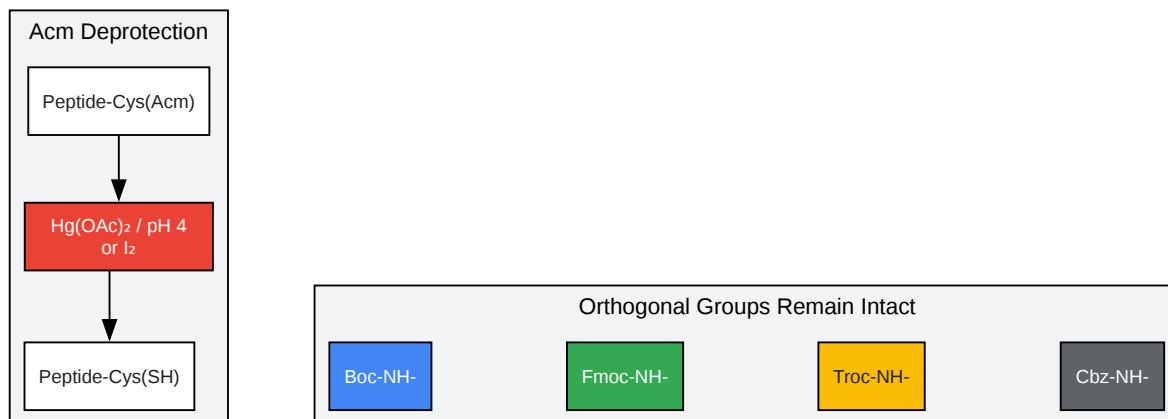 Acm Deprotection
Peptide-Cys(Acm)
Hg(OAc)₂ / pH 4
or I₂
Peptide-Cys(SH)
Orthogonal Groups Remain Intact
Boc-NH-
Fmoc-NH-
Troc-NH-
Cbz-NH-